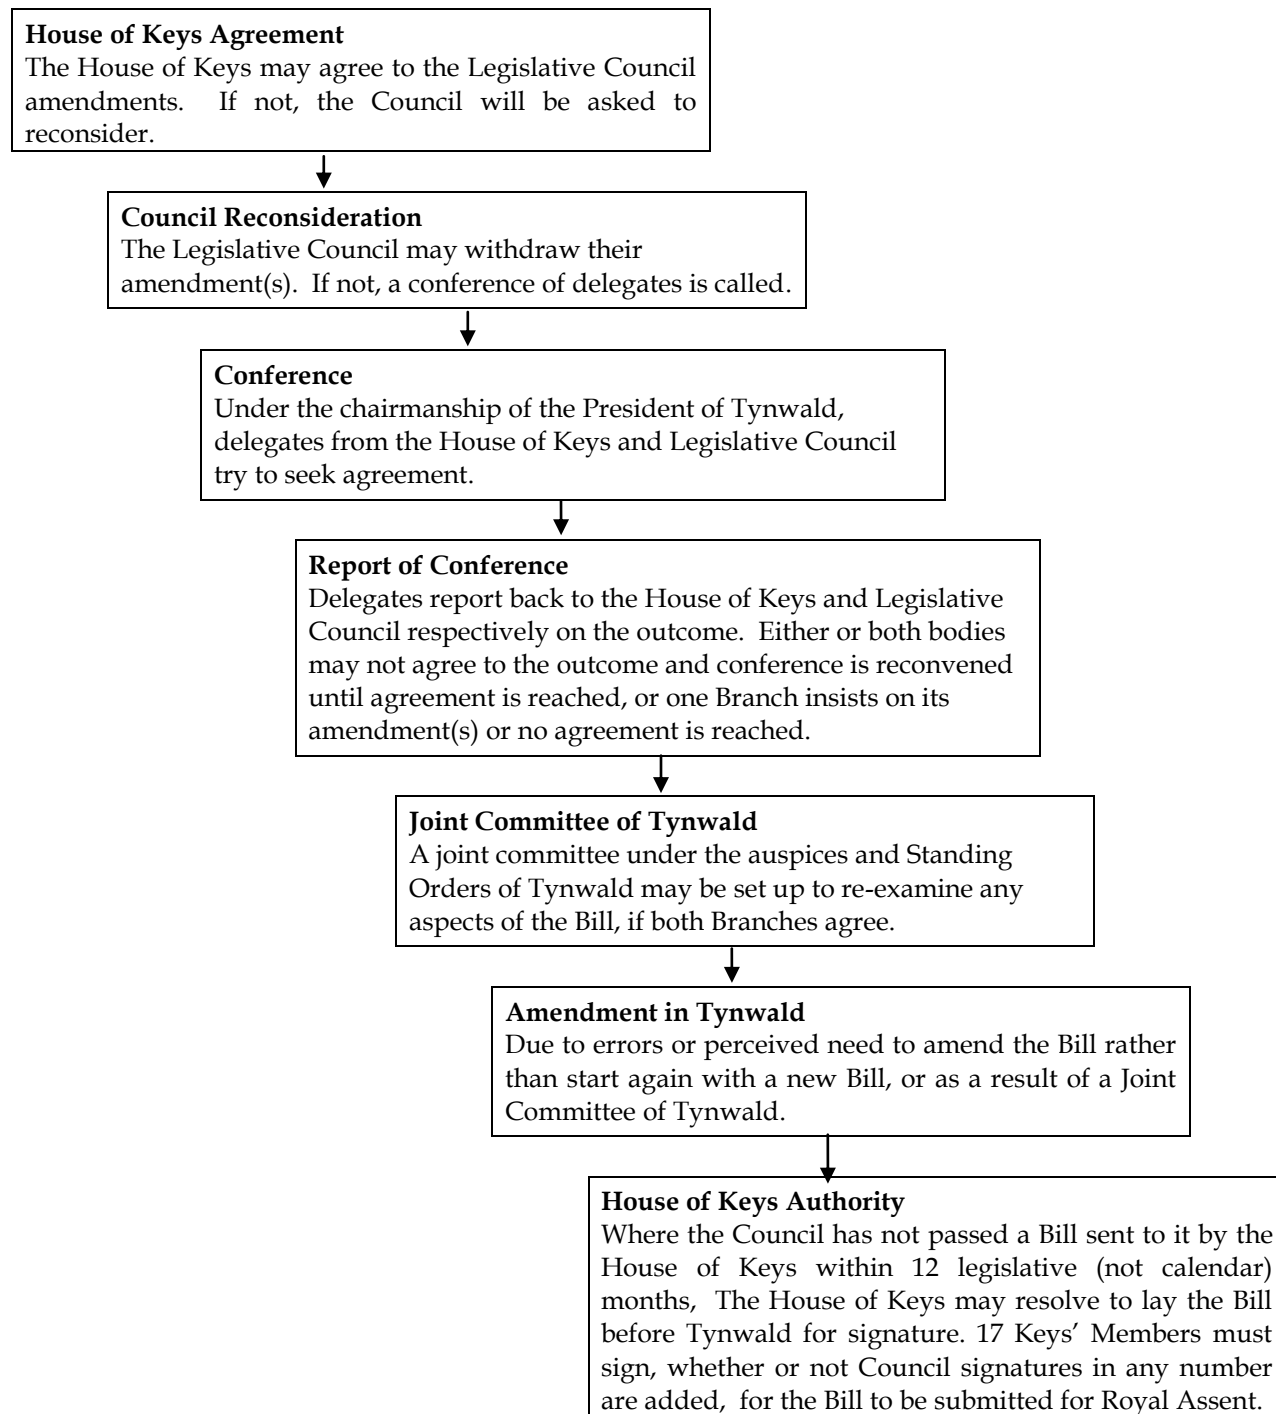 House of Keys Agreement
The House of Keys may agree to the Legislative Council
amendments. If not, the Council will be asked to
reconsider.
Council Reconsideration
The Legislative Council may withdraw their
amendment(s). If not, a conference of delegates is called.
Conference
Under the chairmanship of the President of Tynwald,
delegates from the House of Keys and Legislative Council
try to seek agreement.
Report of Conference
Delegates report back to the House of Keys and Legislative
Council respectively on the outcome. Either or both bodies
may not agree to the outcome and conference is reconvened
until agreement is reached, or one Branch insists on its
amendment(s) or no agreement is reached.
Joint Committee of Tynwald
A joint committee under the auspices and Standing
Orders of Tynwald may be set up to re-examine any
aspects of the Bill, if both Branches agree.
Amendment in Tynwald
Due to errors or perceived need to amend the Bill rather
than start again with a new Bill, or as a result of a Joint
Committee of Tynwald.
House of Keys Authority
Where the Council has not passed a Bill sent to it by the
House of Keys within 12 legislative (not calendar)
months, The House of Keys may resolve to lay the Bill
before Tynwald for signature. 17 Keys' Members must
sign, whether or not Council signatures in any number
are added, for the Bill to be submitted for Royal Assent.